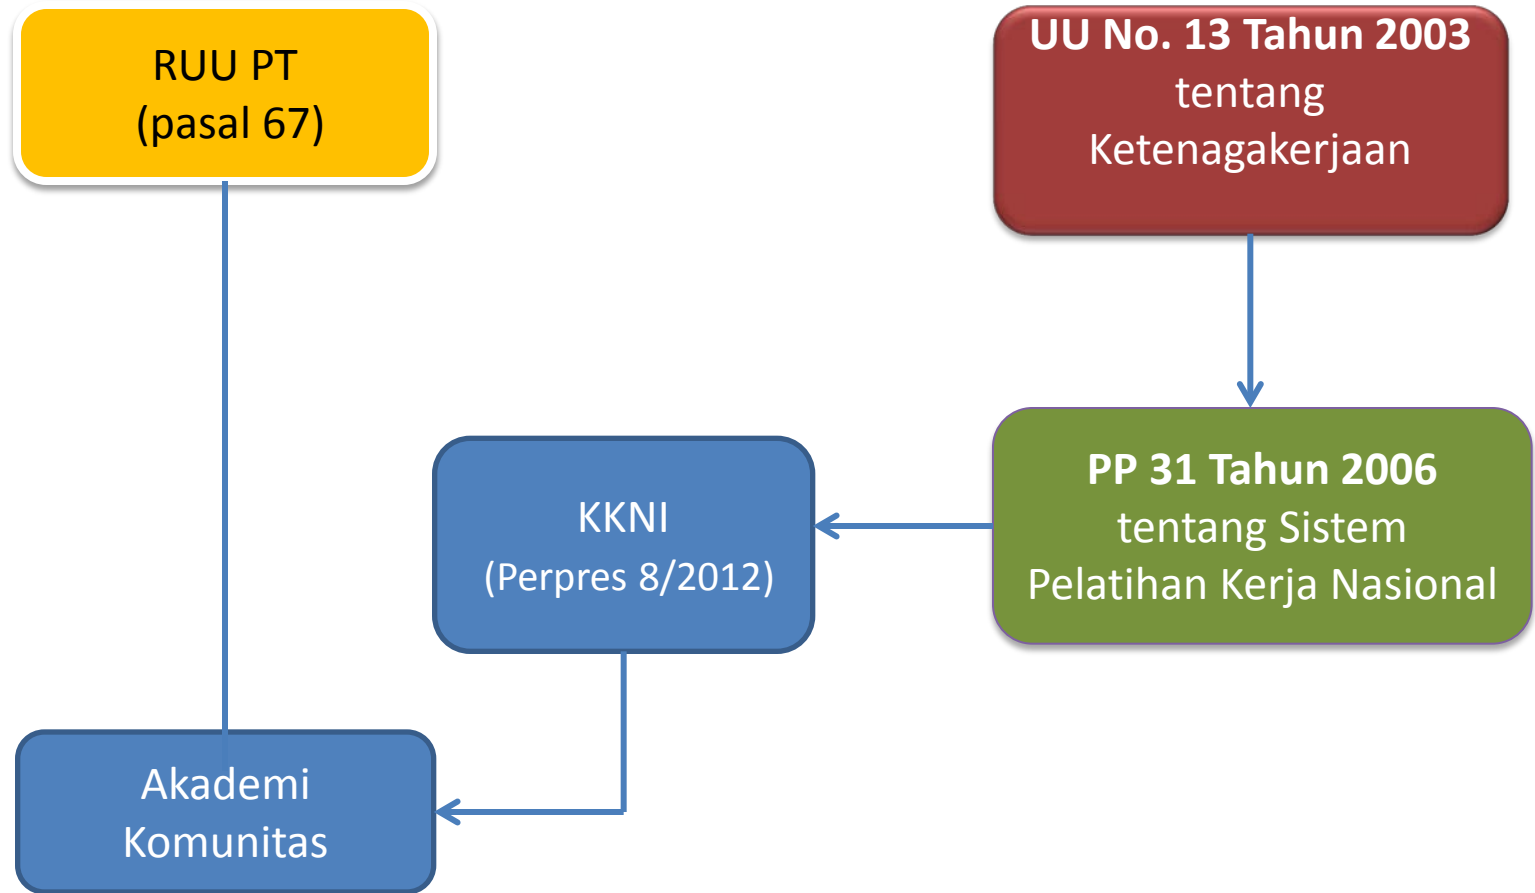 RUU PT
(pasal 67)
UU No. 13 Tahun 2003
tentang
Ketenagakerjaan
KKNI
(Perpres 8/2012)
PP 31 Tahun 2006
tentang Sistem
Pelatihan Kerja Nasional
Akademi
Komunitas